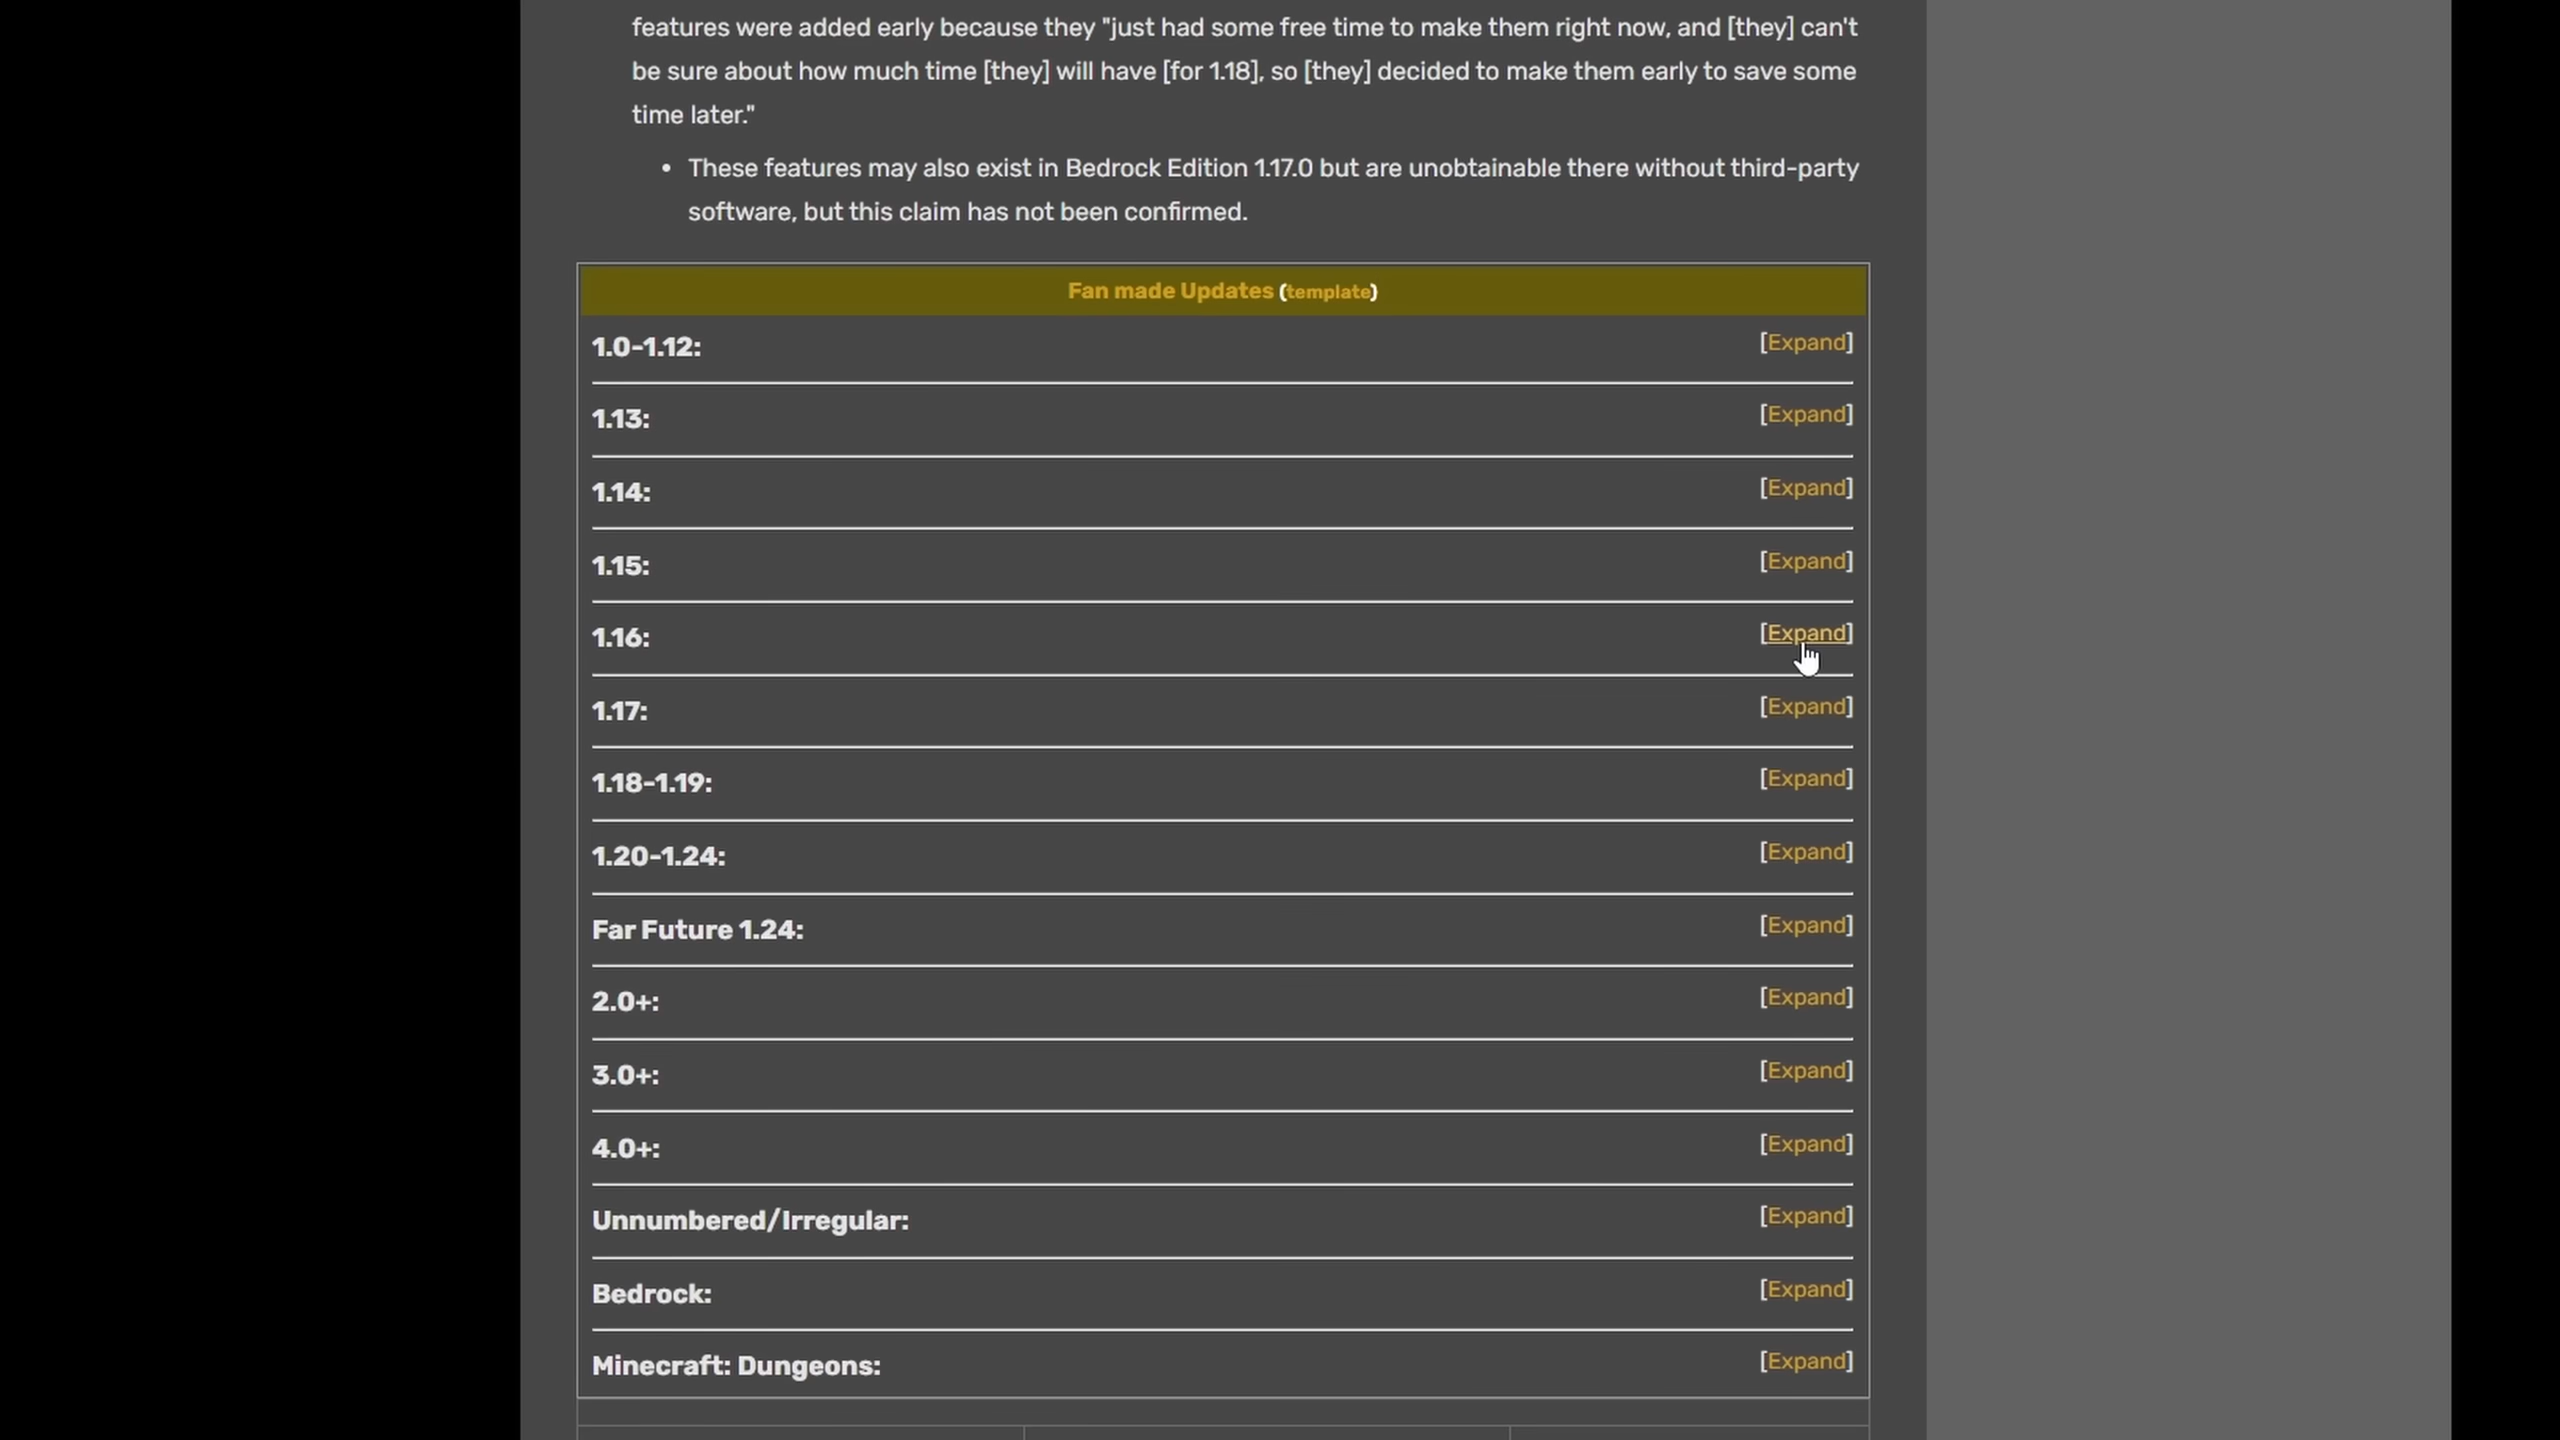 features were added early because they "just had some free time to make them right now, and [they] can't
be sure about how much time [they] will have [for 1.18], so [they] decided to make them early to save some
time later."
• These features may also exist in Bedrock Edition 1.17.0 but are unobtainable there without third-party
software, but this claim has not been confirmed.
Fan made Updates (template)
1.0-1.12: [Expand]
1.13: [Expand]
1.14: [Expand]
1.15: [Expand]
1.16: [Expand]
1.17: [Expand]
1.18-1.19: [Expand]
1.20-1.24: [Expand]
Far Future 1.24: [Expand]
2.0+: [Expand]
3.0+: [Expand]
4.0+: [Expand]
Unnumbered/Irregular: [Expand]
Bedrock: [Expand]
Minecraft: Dungeons: [Expand]